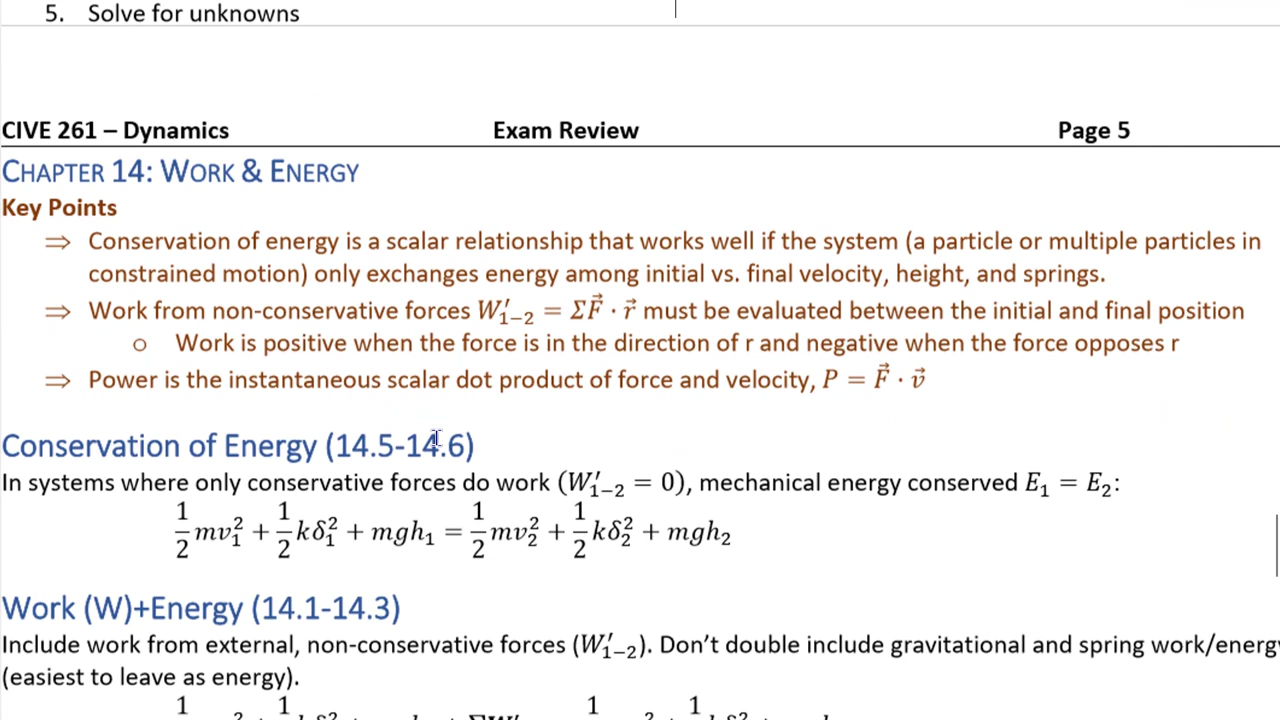 5. Solve for unknowns
CIVE 261 – Dynamics Exam Review Page 5
CHAPTER 14: WORK & ENERGY
Key Points
⇒ Conservation of energy is a scalar relationship that works well if the system (a particle or multiple particles in
constrained motion) only exchanges energy among initial vs. final velocity, height, and springs.
⇒ Work from non-conservative forces W′₁₋₂ = ΣF⃗ · r⃗ must be evaluated between the initial and final position
o Work is positive when the force is in the direction of r and negative when the force opposes r
⇒ Power is the instantaneous scalar dot product of force and velocity, P = F⃗ · v⃗
Conservation of Energy (14.5-14.6)
In systems where only conservative forces do work (W′₁₋₂ = 0), mechanical energy conserved E₁ = E₂:
1/2 mv₁² + 1/2 kδ₁² + mgh₁ = 1/2 mv₂² + 1/2 kδ₂² + mgh₂
Work (W)+Energy (14.1-14.3)
Include work from external, non-conservative forces (W′₁₋₂). Don't double include gravitational and spring work/energ
(easiest to leave as energy).